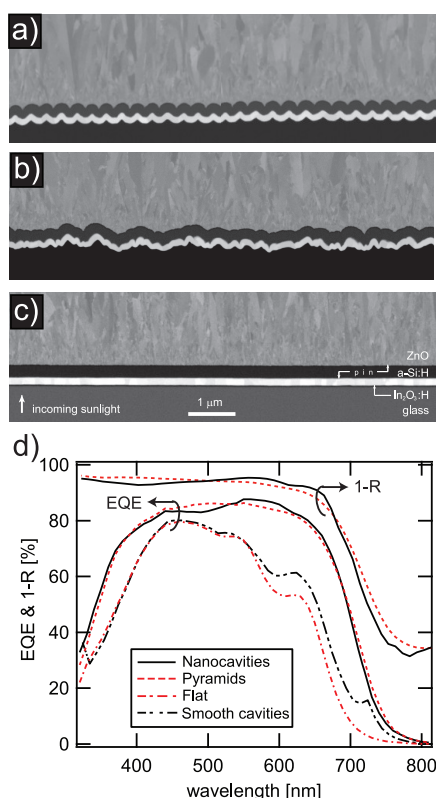 a)
b)
c)
ZnO
p i n
a-Si:H
In₂O₃:H
glass
incoming sunlight
1 µm
d)
100
80
60
40
20
0
EQE & 1-R [%]
EQE
1-R
Nanocavities
Pyramids
Flat
Smooth cavities
400
500
600
700
800
wavelength [nm]